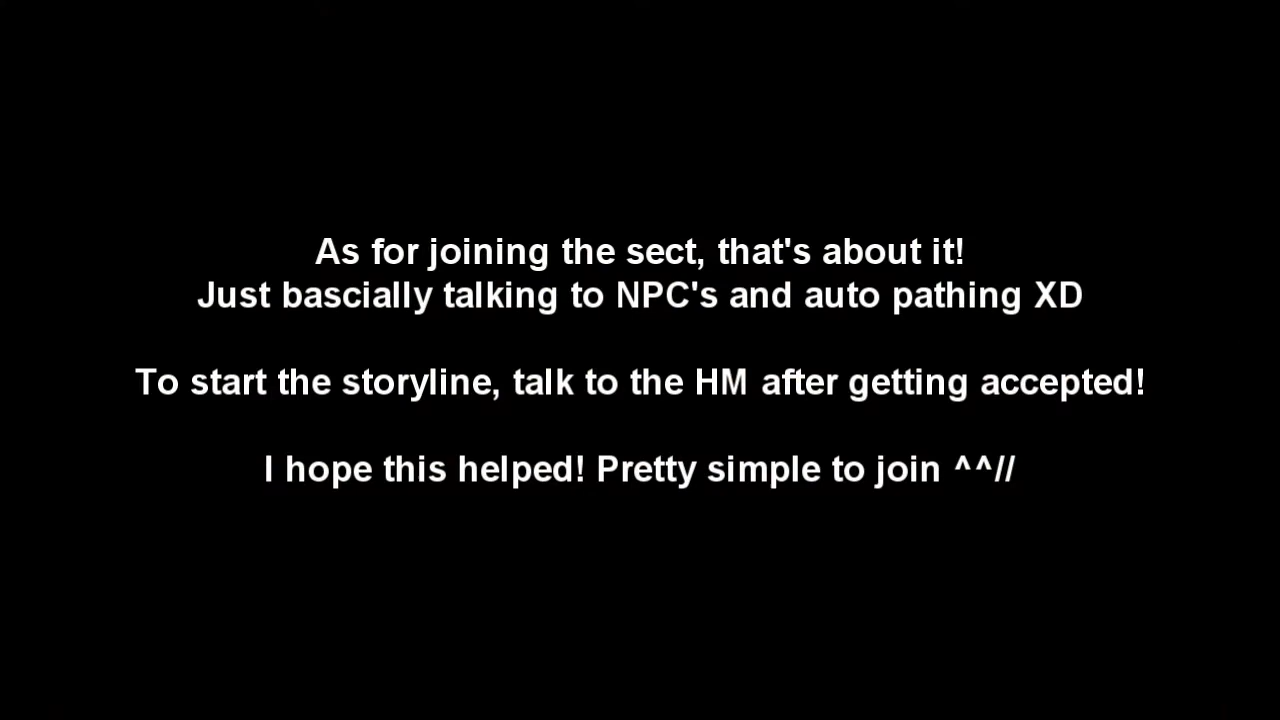 As for joining the sect, that's about it!
Just bascially talking to NPC's and auto pathing XD
To start the storyline, talk to the HM after getting accepted!
I hope this helped! Pretty simple to join ^^//